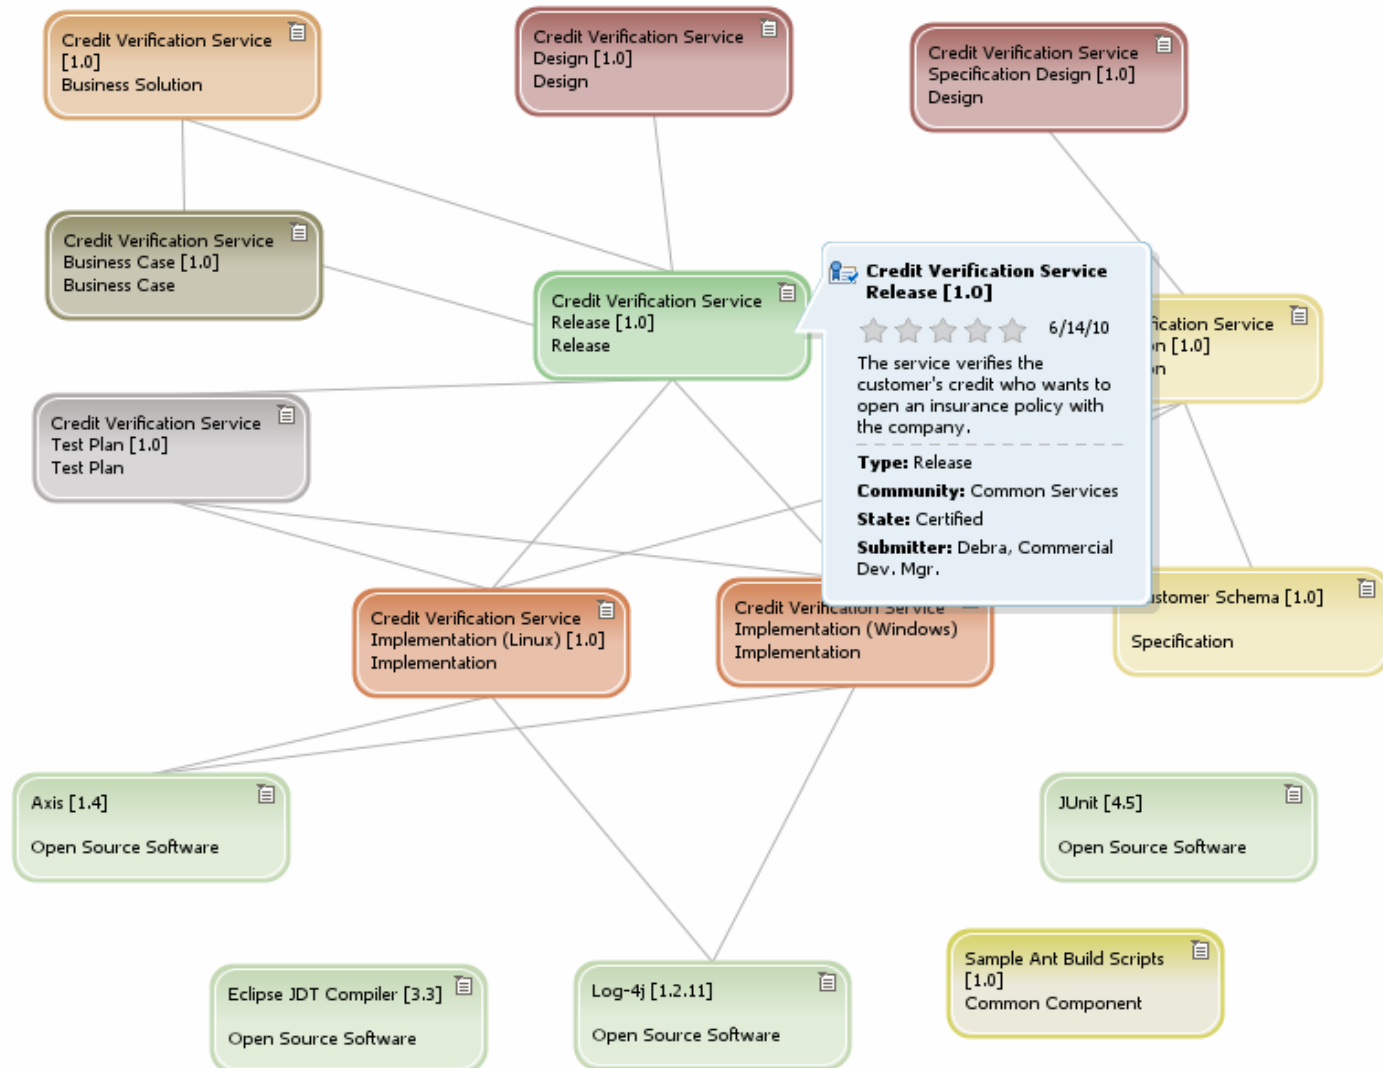 Credit Verification Service
[1.0]
Business Solution
Credit Verification Service
Design [1.0]
Design
Credit Verification Service
Specification Design [1.0]
Design
Credit Verification Service
Business Case [1.0]
Business Case
Credit Verification Service
Release [1.0]
Release
Credit Verification Service
Release [1.0]
6/14/10
The service verifies the
customer's credit who wants to
open an insurance policy with
the company.
Type: Release
Community: Common Services
State: Certified
Submitter: Debra, Commercial
Dev. Mgr.
Service
[1.0]
Credit Verification Service
Test Plan [1.0]
Test Plan
Credit Verification Service
Implementation (Linux) [1.0]
Implementation
Credit Verification Service
Implementation (Windows)
Implementation
Schema [1.0]
Specification
Axis [1.4]
Open Source Software
JUnit [4.5]
Open Source Software
Eclipse JDT Compiler [3.3]
Open Source Software
Log-4j [1.2.11]
Open Source Software
Sample Ant Build Scripts
[1.0]
Common Component